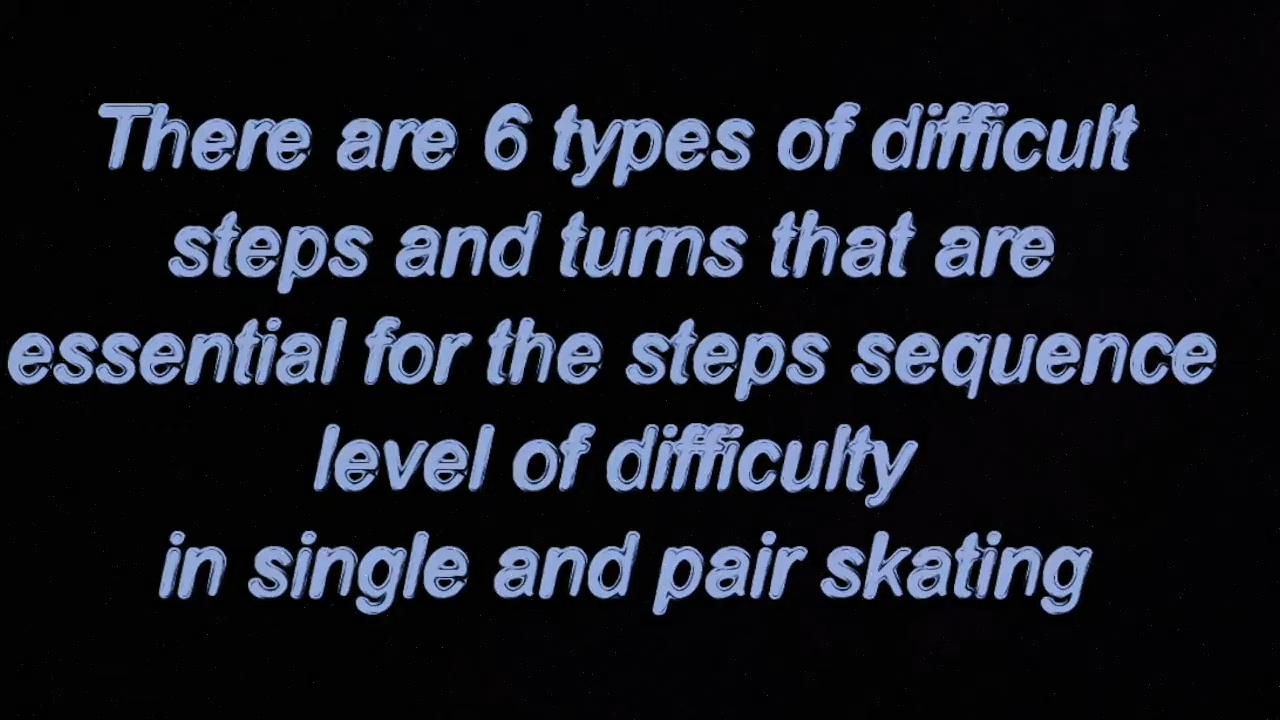 There are 6 types of difficult
steps and turns that are
essential for the steps sequence
level of difficulty
in single and pair skating